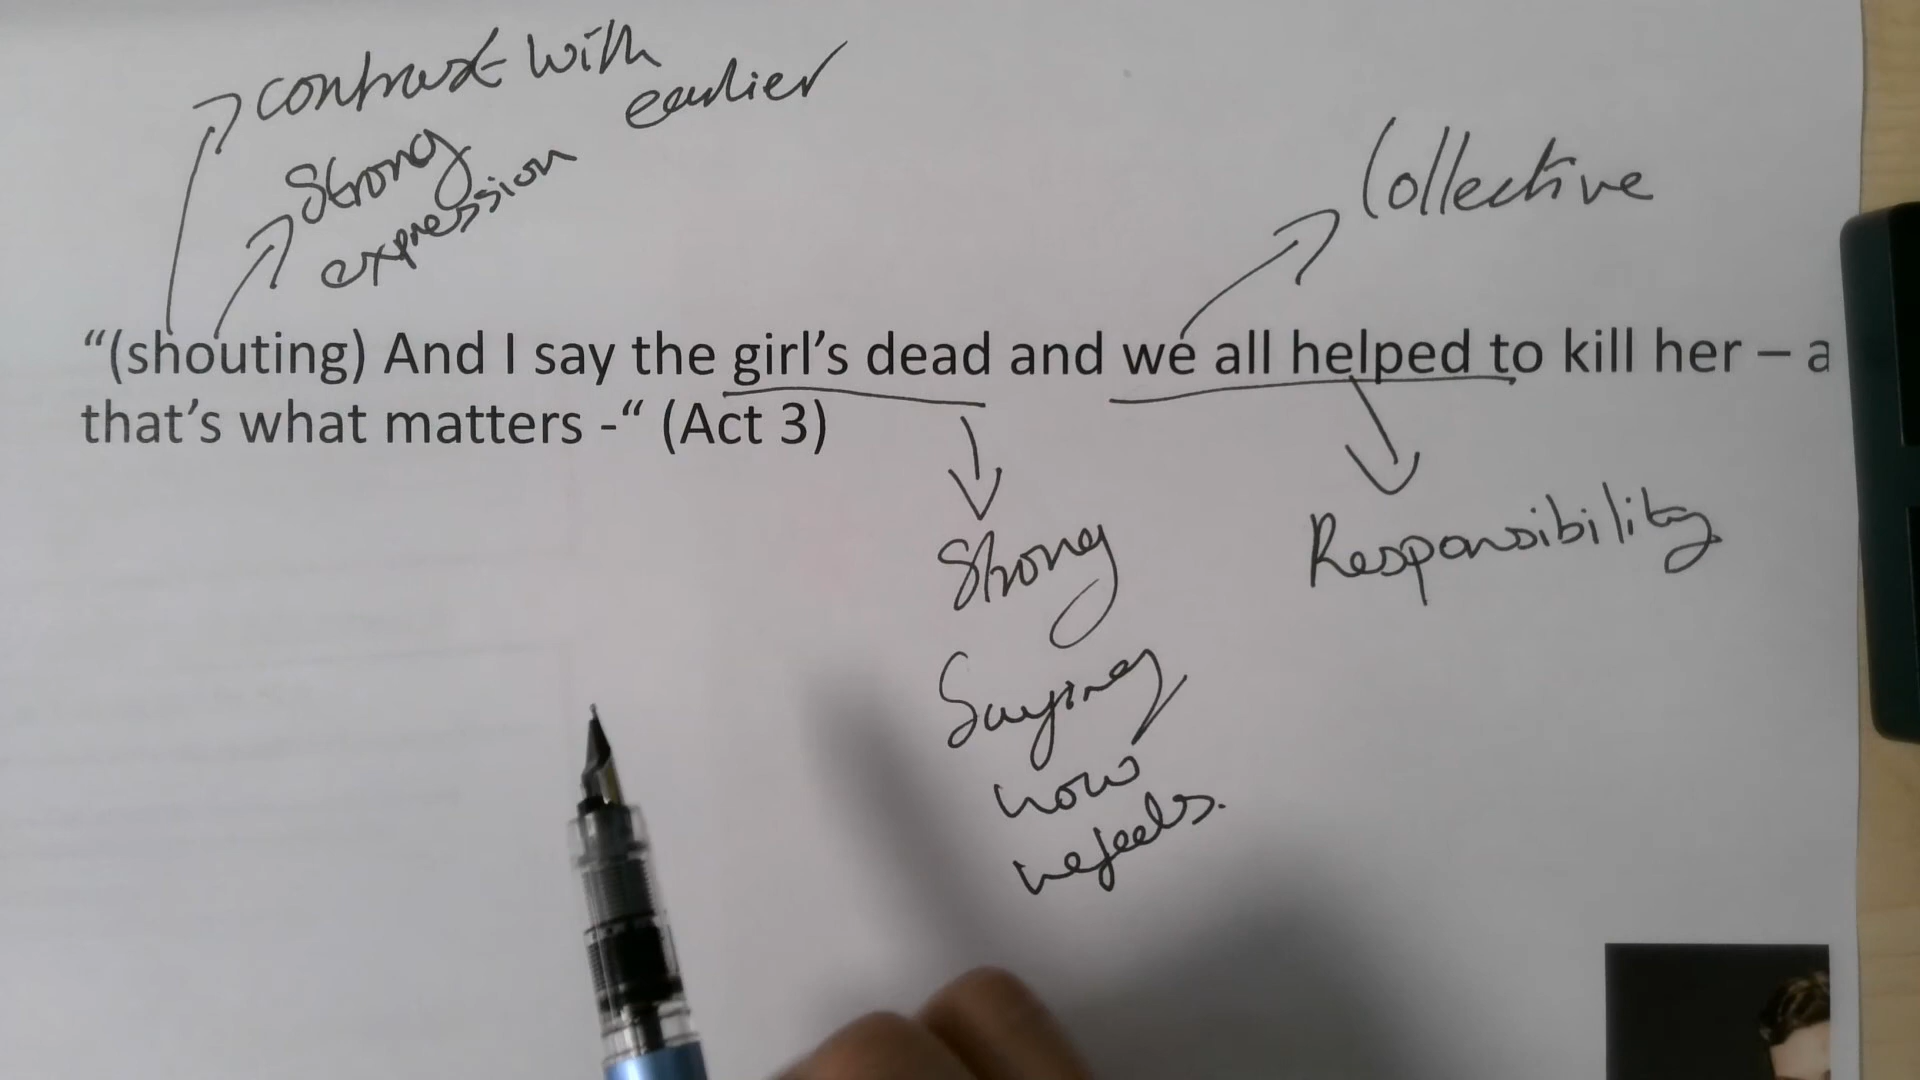 contrast with
earlier
Strong
expression
Collective
“(shouting) And I say the girl’s dead and we all helped to kill her – a
that’s what matters -“ (Act 3)
Strong
Saying
how
he feels.
Responsibility